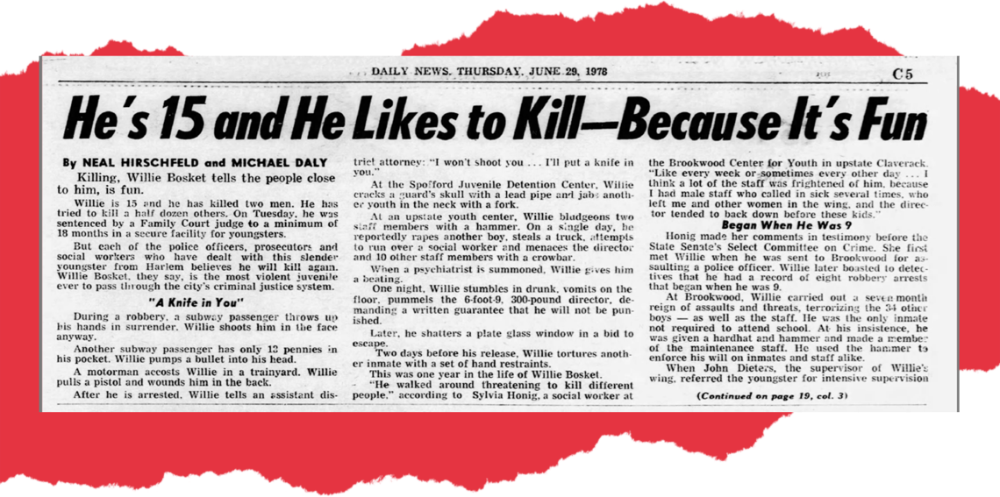 DAILY NEWS, THURSDAY, JUNE 29, 1978
C5
He's 15 and He Likes to Kill—Because It's Fun
By NEAL HIRSCHFELD and MICHAEL DALY
Killing, Willie Bosket tells the people close
to him, is fun.
Willie is 15 and he has killed two men. He has
tried to kill a half dozen others. On Tuesday, he was
sentenced by a Family Court judge to a minimum of
18 months in a secure facility for youngsters.
But each of the police officers, prosecutors and
social workers who have dealt with this slender
youngster from Harlem believes he will kill again.
Willie Bosket, they say, is the most violent juvenile
ever to pass through the city's criminal justice system.
"A Knife in You"
During a robbery, a subway passenger throws up
his hands in surrender. Willie shoots him in the face
anyway.
Another subway passenger has only 12 pennies in
his pocket. Willie pumps a bullet into his head.
A motorman accosts Willie in a trainyard. Willie
pulls a pistol and wounds him in the back.
After he is arrested, Willie tells an assistant dis-
trict attorney: "I won't shoot you ... I'll put a knife in
you."
At the Spofford Juvenile Detention Center, Willie
cracks a guard's skull with a lead pipe and jabs anoth-
er youth in the neck with a fork.
At an upstate youth center, Willie bludgeons two
staff members with a hammer. On a single day, he
reportedly rapes another boy, steals a truck, attempts
to run over a social worker and menaces the director
and 10 other staff members with a crowbar.
When a psychiatrist is summoned, Willie gives him
a beating.
One night, Willie stumbles in drunk, vomits on the
floor, pummels the 6-foot-9, 300-pound director, de-
manding a written guarantee that he will not be pun-
ished.
Later, he shatters a plate glass window in a bid to
escape.
Two days before his release, Willie tortures anoth-
er inmate with a set of hand restraints.
This was one year in the life of Willie Bosket.
"He walked around threatening to kill different
people," according to Sylvia Honig, a social worker at
the Brookwood Center for Youth in upstate Claverack.
"Like every week or sometimes every other day ... I
think a lot of the staff was frightened of him, because
I had male staff who called in sick several times, who
left me and other women in the wing, and the direc-
tor tended to back down before these kids."
Began When He Was 9
Honig made her comments in testimony before the
State Senate's Select Committee on Crime. She first
met Willie when he was sent to Brookwood for as-
saulting a police officer. Willie later boasted to detec-
tives that he had a record of eight robbery arrests
that began when he was 9.
At Brookwood, Willie carried out a seven month
reign of assaults and threats, terrorizing the 34 other
boys — as well as the staff. He was the only inmate
not required to attend school. At his insistence, he
was given a hardhat and hammer and made a member
of the maintenance staff. He used the hammer to
enforce his will on inmates and staff alike.
When John Dieters, the supervisor of Willie's
wing, referred the youngster for intensive supervision
(Continued on page 19, col. 3)